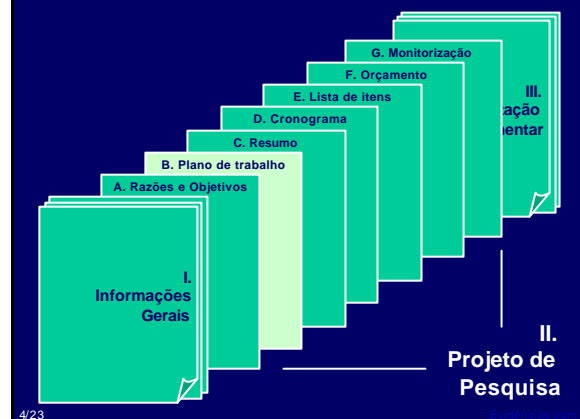 G. Monitorização
F. Orçamento
E. Lista de itens
D. Cronograma
C. Resumo
B. Plano de trabalho
A. Razões e Objetivos
I.
Informações
Gerais
III.
ação
entar
II.
Projeto de
Pesquisa
4/23